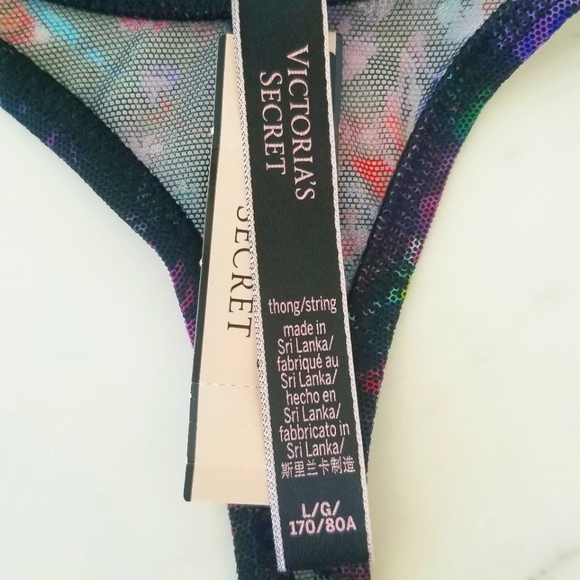 VICTORIA'S
SECRET
SECRET
thong/string
made in
Sri Lanka/
fabriqué au
Sri Lanka/
hecho en
Sri Lanka/
fabbricato in
Sri Lanka/
斯里兰卡制造
L/G/
170/80A